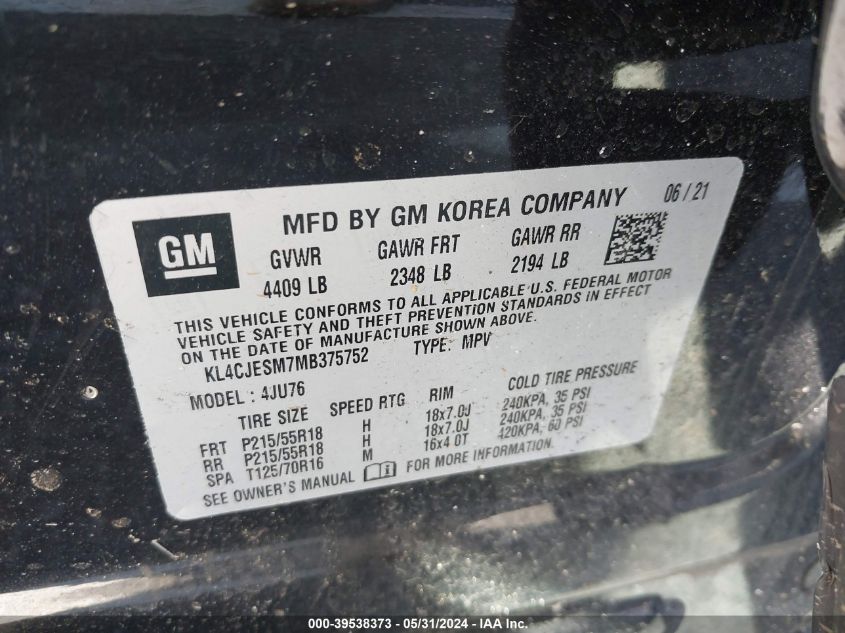 GM
MFD BY GM KOREA COMPANY 06 / 21
GVWR GAWR FRT GAWR RR
4409 LB 2348 LB 2194 LB
THIS VEHICLE CONFORMS TO ALL APPLICABLE U.S. FEDERAL MOTOR
VEHICLE SAFETY AND THEFT PREVENTION STANDARDS IN EFFECT
ON THE DATE OF MANUFACTURE SHOWN ABOVE.
KL4CJESM7MB375752 TYPE: MPV
MODEL : 4JU76
TIRE SIZE SPEED RTG RIM COLD TIRE PRESSURE
FRT P215/55R18 H 18x7.0J 240KPA, 35 PSI
RR P215/55R18 H 18x7.0J 240KPA, 35 PSI
SPA T125/70R16 M 16x4.0T 420KPA, 60 PSI
SEE OWNER'S MANUAL FOR MORE INFORMATION.
000-39538373 - 05/31/2024 - IAAI Inc.